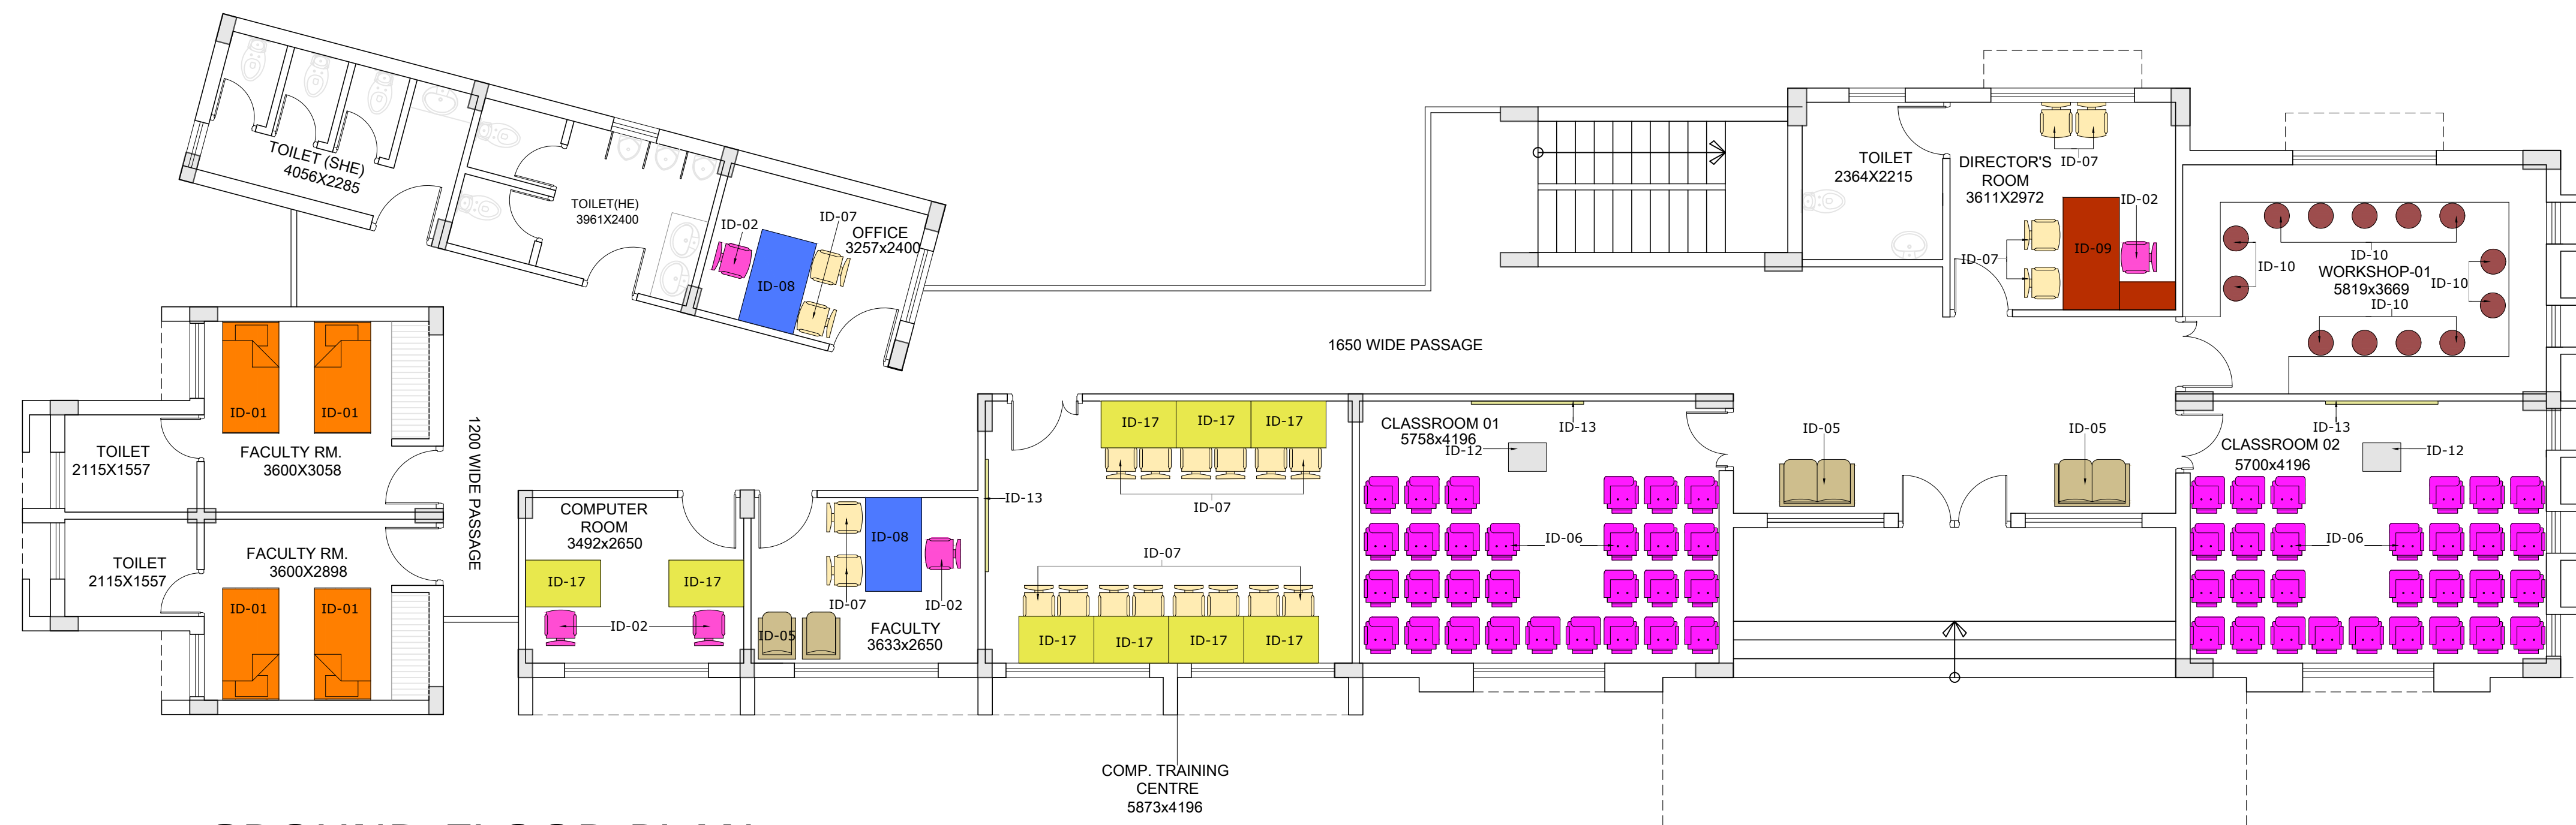 TOILET (SHE)
4056X2285
TOILET(HE)
3961X2400
ID-02
ID-07
OFFICE
3257x2400
ID-08
TOILET
2364X2215
DIRECTOR'S
ROOM
3611X2972
ID-07
ID-02
ID-09
ID-07
ID-10
ID-10
WORKSHOP-01
5819x3669
ID-10
ID-10
1650 WIDE PASSAGE
ID-01
ID-01
FACULTY RM.
3600X3058
TOILET
2115X1557
1200 WIDE PASSAGE
TOILET
2115X1557
FACULTY RM.
3600X2898
ID-01
ID-01
COMPUTER
ROOM
3492x2650
ID-17
ID-17
ID-02
ID-08
ID-07
ID-02
ID-05
FACULTY
3633x2650
ID-17
ID-17
ID-17
ID-13
ID-07
ID-07
ID-17
ID-17
ID-17
ID-17
COMP. TRAINING
CENTRE
5873x4196
CLASSROOM 01
5758x4196
ID-12
ID-13
ID-06
ID-05
ID-05
ID-13
CLASSROOM 02
5700x4196
ID-12
ID-06
GROUND FLOOR PLAN